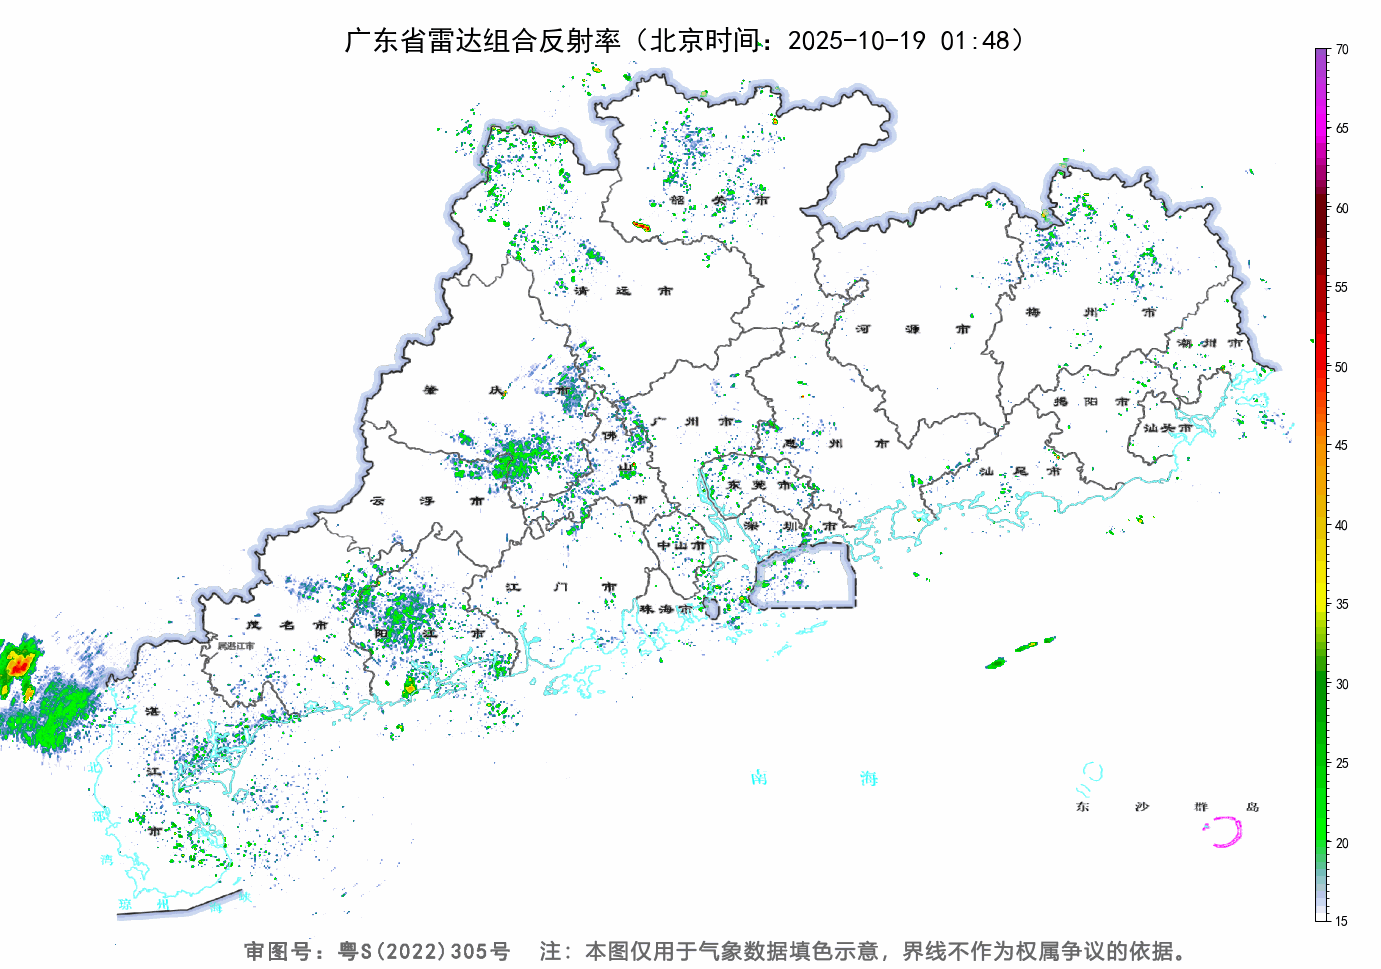 广东省雷达组合反射率（北京时间：2025-10-19 01:48）
70
65
60
55
50
45
40
35
30
25
20
15
韶 关 市
清 远 市
河 源 市
梅 州 市
潮 州 市
肇 庆 市
揭 阳 市
广 州 市
佛 山 市
惠 州 市
汕头市
汕 尾 市
云 浮 市
东 莞 市
深 圳 市
中山市
江 门 市
珠海市
茂 名 市
阳 江 市
属湛江市
湛 江 市
南 海
东 沙 群 岛
北 部 湾
琼 州 海 峡
审图号：粤S(2022)305号 注：本图仅用于气象数据填色示意，界线不作为权属争议的依据。